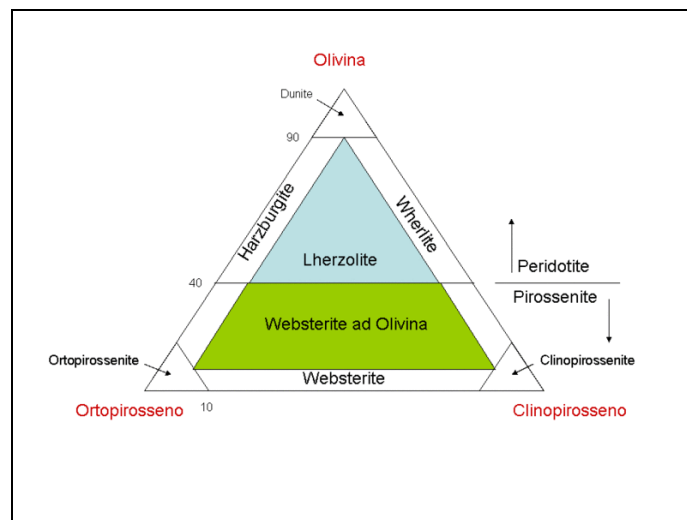 Olivina
Dunite
90
Harzburgite
Wherlite
Lherzolite
40
Peridotite
Pirossenite
Websterite ad Olivina
Ortopirossenite
Clinopirossenite
Websterite
Ortopirosseno
10
Clinopirosseno